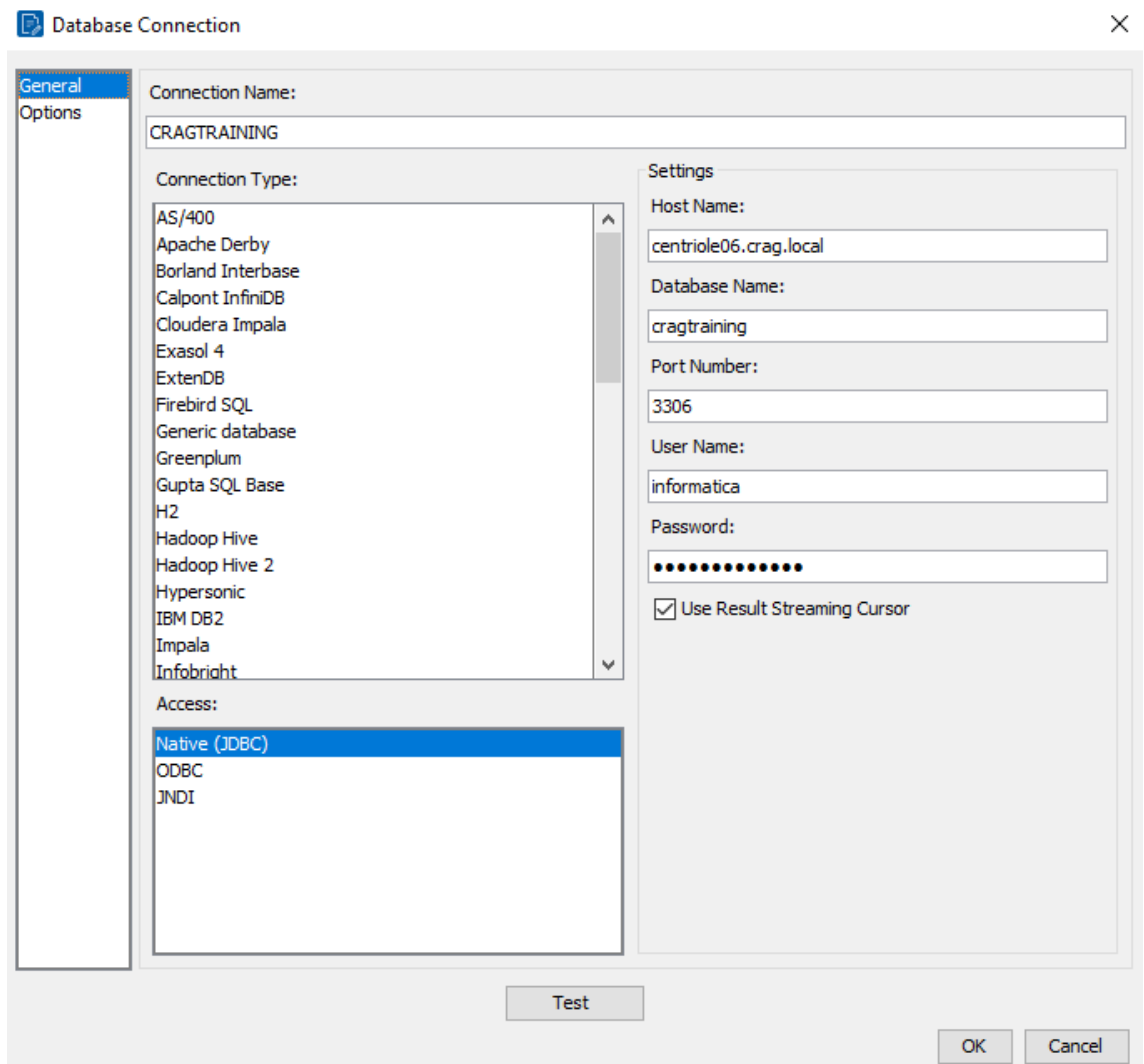 Database Connection
General
Options
Connection Name:
CRAGTRAINING
Connection Type:
AS/400
Apache Derby
Borland Interbase
Calpont InfiniDB
Cloudera Impala
Exasol 4
ExtenDB
Firebird SQL
Generic database
Greenplum
Gupta SQL Base
H2
Hadoop Hive
Hadoop Hive 2
Hypersonic
IBM DB2
Impala
Infobright
Access:
Native (JDBC)
ODBC
JNDI
Settings
Host Name:
centriole06.crag.local
Database Name:
cragtraining
Port Number:
3306
User Name:
informatica
Password:
●●●●●●●●●●●●●
Use Result Streaming Cursor
Test
OK
Cancel